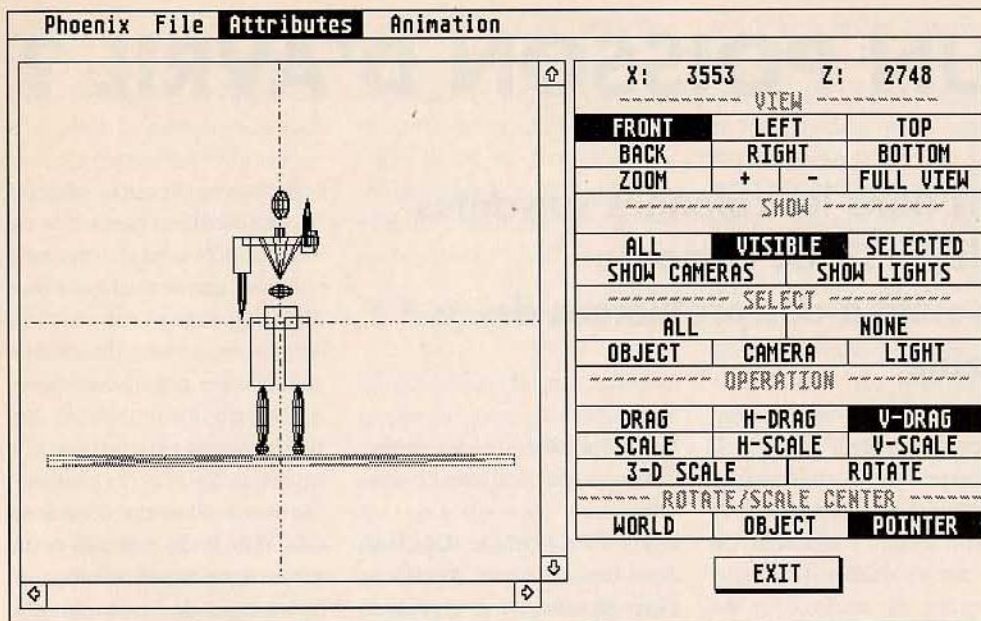 Phoenix File Attributes Animation
X: 3553 Z: 2748
VIEW
FRONT LEFT TOP
BACK RIGHT BOTTOM
ZOOM + - FULL VIEW
SHOW
ALL VISIBLE SELECTED
SHOW CAMERAS SHOW LIGHTS
SELECT
ALL NONE
OBJECT CAMERA LIGHT
OPERATION
DRAG H-DRAG V-DRAG
SCALE H-SCALE V-SCALE
3-D SCALE ROTATE
ROTATE/SCALE CENTER
WORLD OBJECT POINTER
EXIT